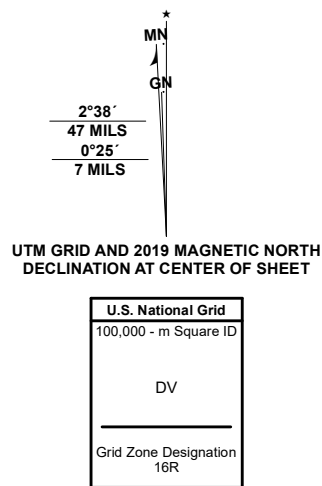 ★
MN
GN
2°38´
47 MILS
0°25´
7 MILS
UTM GRID AND 2019 MAGNETIC NORTH
DECLINATION AT CENTER OF SHEET
U.S. National Grid
100,000 - m Square ID
DV
Grid Zone Designation
16R